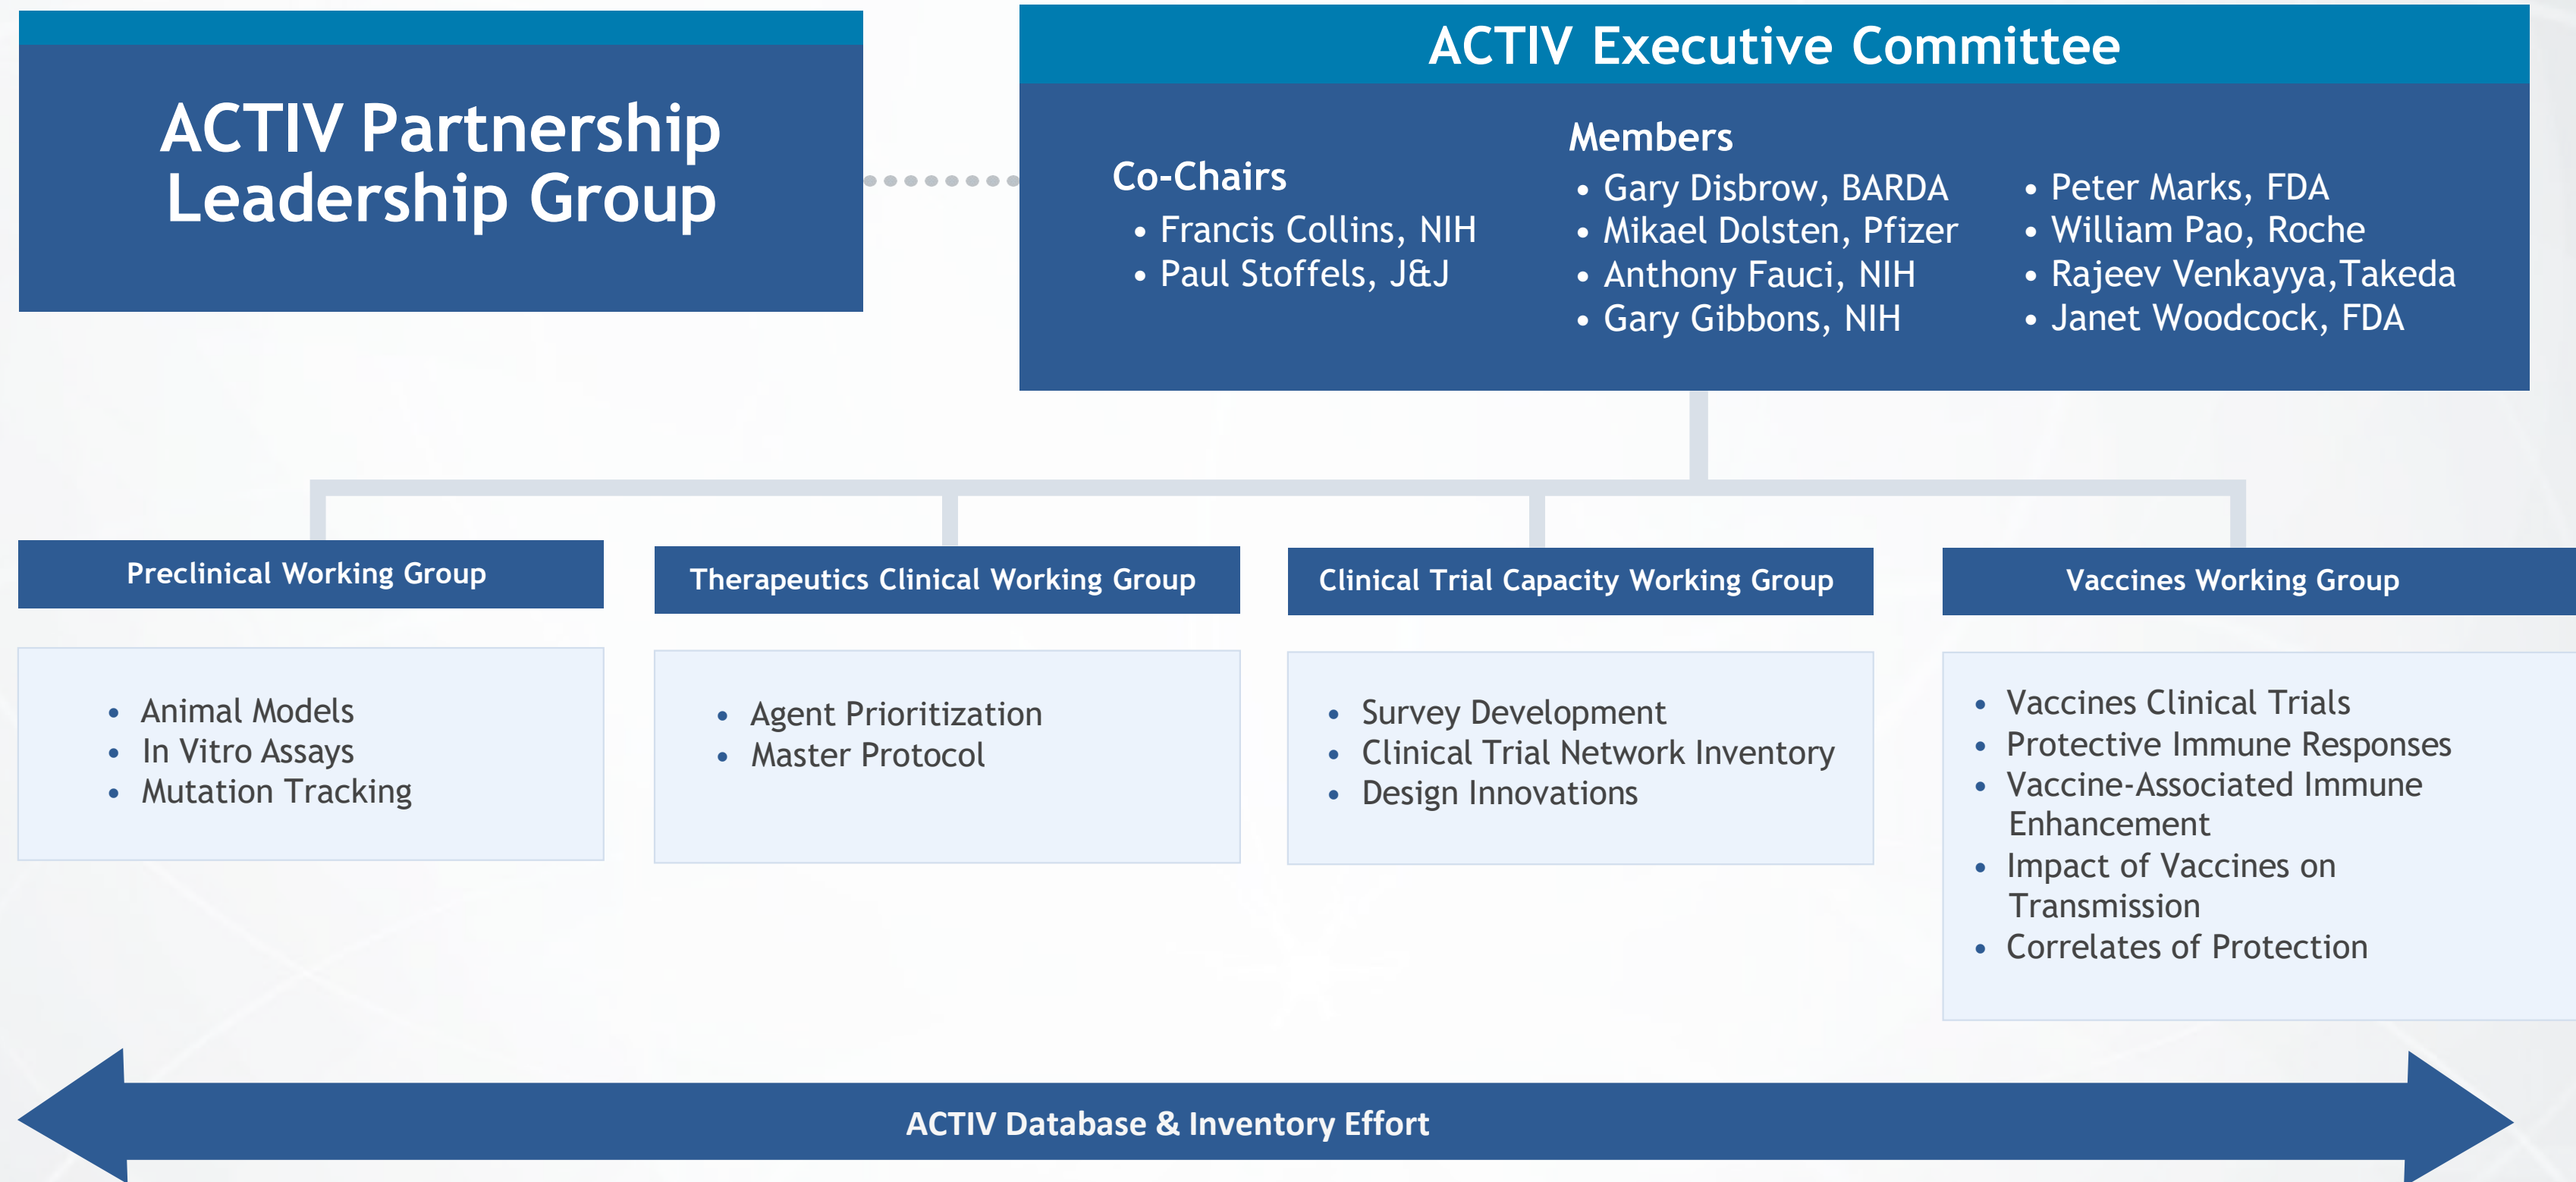 ACTIV Partnership
Leadership Group
ACTIV Executive Committee
Co-Chairs
• Francis Collins, NIH
• Paul Stoffels, J&J
Members
• Gary Disbrow, BARDA
• Mikael Dolsten, Pfizer
• Anthony Fauci, NIH
• Gary Gibbons, NIH
• Peter Marks, FDA
• William Pao, Roche
• Rajeev Venkayya,Takeda
• Janet Woodcock, FDA
Preclinical Working Group
• Animal Models
• In Vitro Assays
• Mutation Tracking
Therapeutics Clinical Working Group
• Agent Prioritization
• Master Protocol
Clinical Trial Capacity Working Group
• Survey Development
• Clinical Trial Network Inventory
• Design Innovations
Vaccines Working Group
• Vaccines Clinical Trials
• Protective Immune Responses
• Vaccine-Associated Immune
Enhancement
• Impact of Vaccines on
Transmission
• Correlates of Protection
ACTIV Database & Inventory Effort